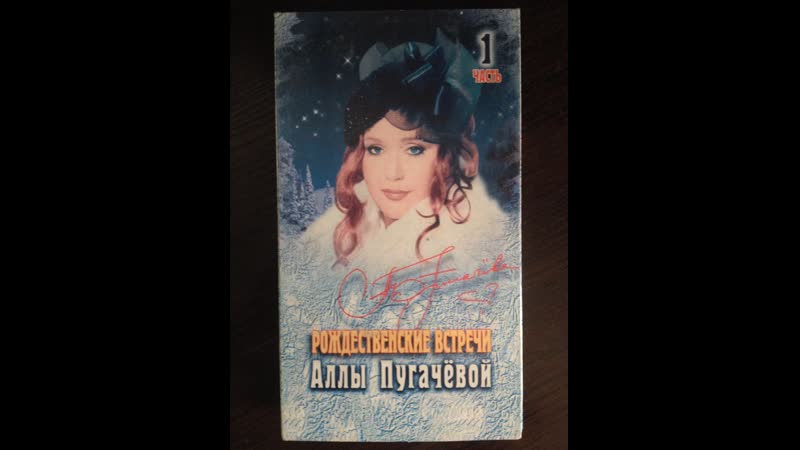 1
ЧАСТЬ
РОЖДЕСТВЕНСКИЕ ВСТРЕЧИ
АЛЛЫ ПУГАЧЁВОЙ